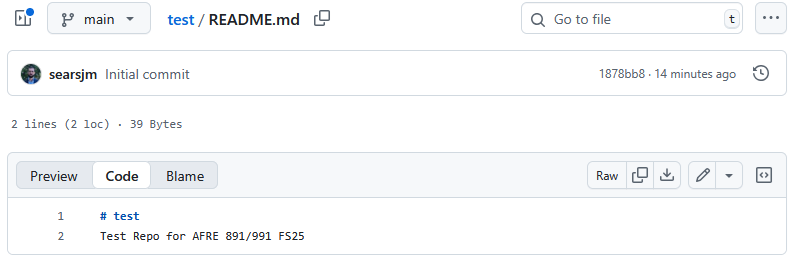 main
test / README.md
Go to file
t
searsjm Initial commit
1878bb8 · 14 minutes ago
2 lines (2 loc) · 39 Bytes
Preview Code Blame
Raw
1 # test
2 Test Repo for AFRE 891/991 FS25